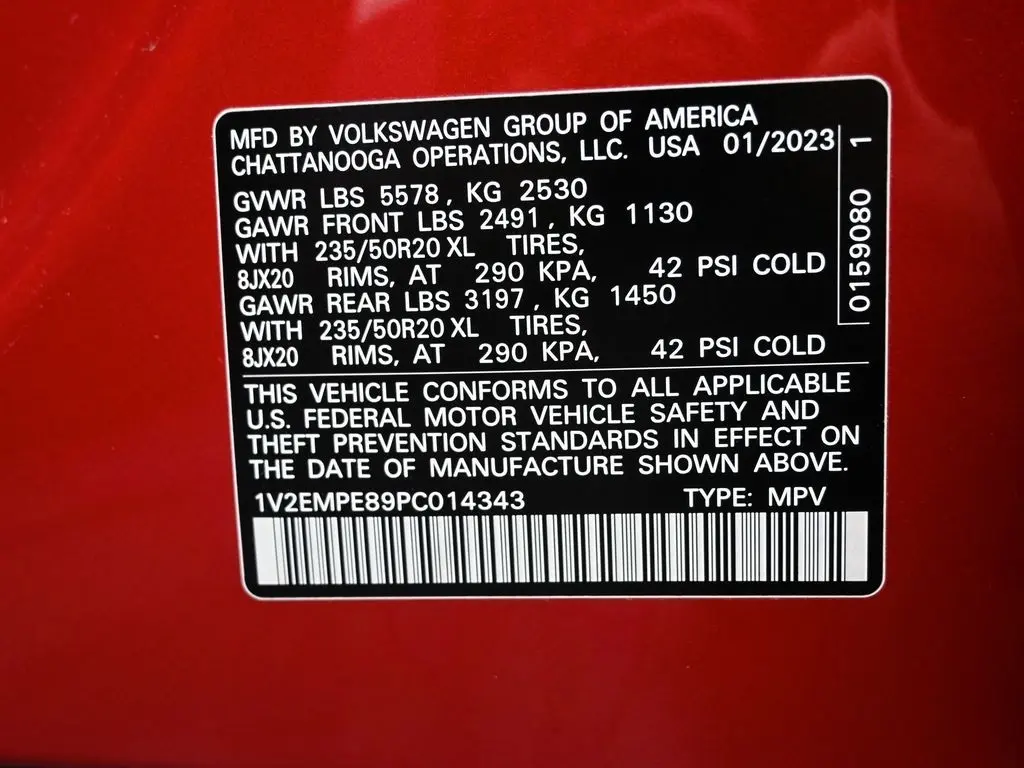 MFD BY VOLKSWAGEN GROUP OF AMERICA
CHATTANOOGA OPERATIONS, LLC. USA 01/2023
GVWR LBS 5578, KG 2530
GAWR FRONT LBS 2491, KG 1130
WITH 235/50R20 XL TIRES,
8JX20 RIMS, AT 290 KPA, 42 PSI COLD
GAWR REAR LBS 3197, KG 1450
WITH 235/50R20 XL TIRES,
8JX20 RIMS, AT 290 KPA, 42 PSI COLD
0159080 1
THIS VEHICLE CONFORMS TO ALL APPLICABLE
U.S. FEDERAL MOTOR VEHICLE SAFETY AND
THEFT PREVENTION STANDARDS IN EFFECT ON
THE DATE OF MANUFACTURE SHOWN ABOVE.
1V2EMPE89PC014343 TYPE: MPV